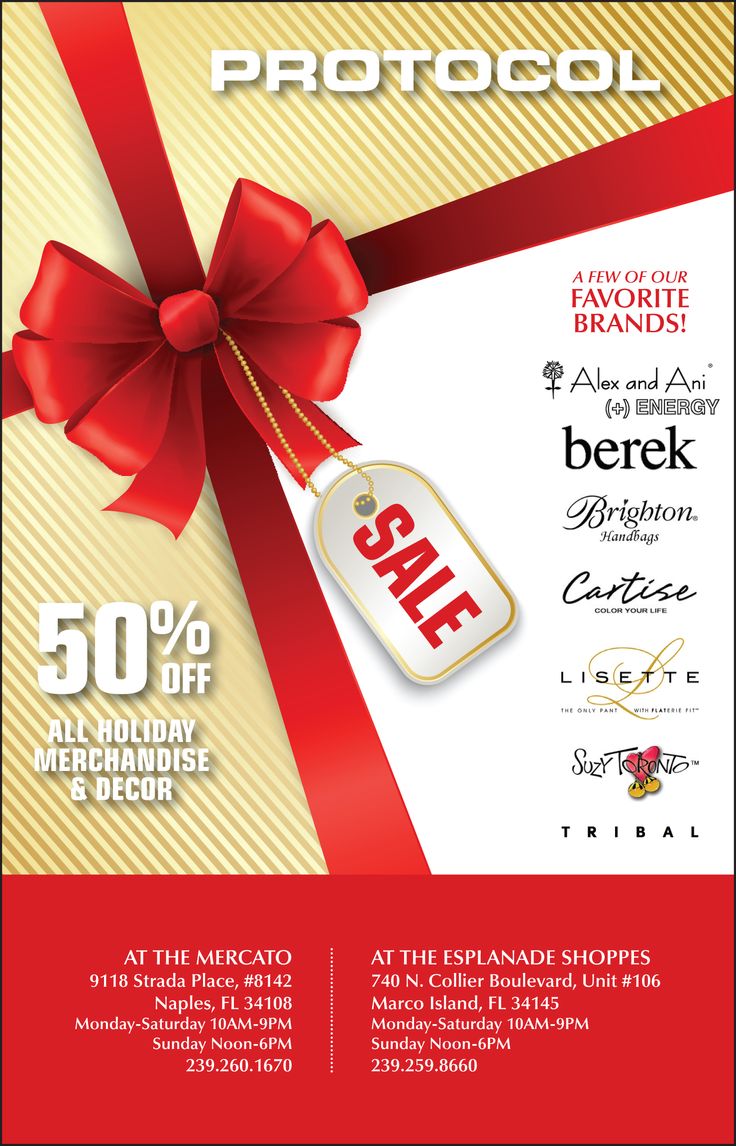 PROTOCOL
A FEW OF OUR
FAVORITE
BRANDS!
Alex and Ani®
(+) ENERGY
berek
Brighton®
Handbags
Cartise
COLOR YOUR LIFE
L
LISETTE
THE ONLY PANT WITH FLATERIE FIT™
SUZY TORONTO™
TRIBAL
SALE
50% OFF
ALL HOLIDAY
MERCHANDISE
& DECOR
AT THE MERCATO
9118 Strada Place, #8142
Naples, FL 34108
Monday-Saturday 10AM-9PM
Sunday Noon-6PM
239.260.1670
AT THE ESPLANADE SHOPPES
740 N. Collier Boulevard, Unit #106
Marco Island, FL 34145
Monday-Saturday 10AM-9PM
Sunday Noon-6PM
239.259.8660